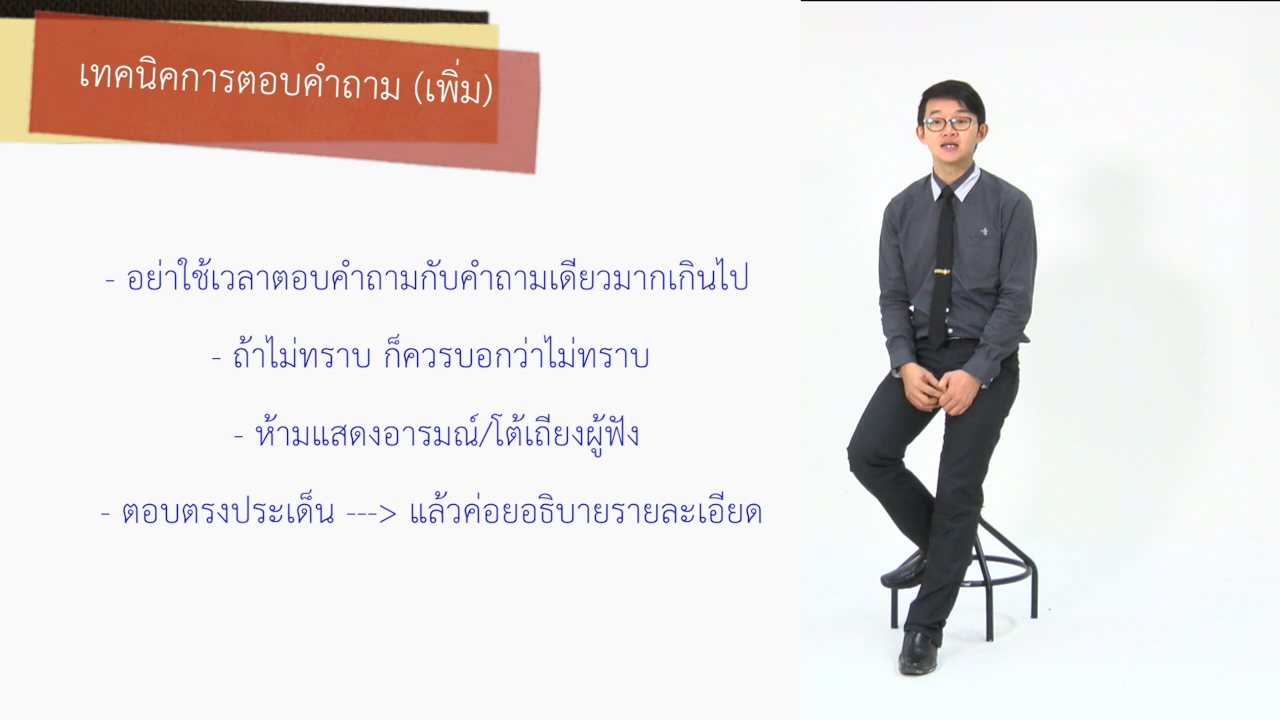 เทคนิคการตอบคำถาม (เพิ่ม)
- อย่าใช้เวลาตอบคำถามกับคำถามเดียวมากเกินไป
- ถ้าไม่ทราบ ก็ควรบอกว่าไม่ทราบ
- ห้ามแสดงอารมณ์/โต้เถียงผู้ฟัง
- ตอบตรงประเด็น ---> แล้วค่อยอธิบายรายละเอียด